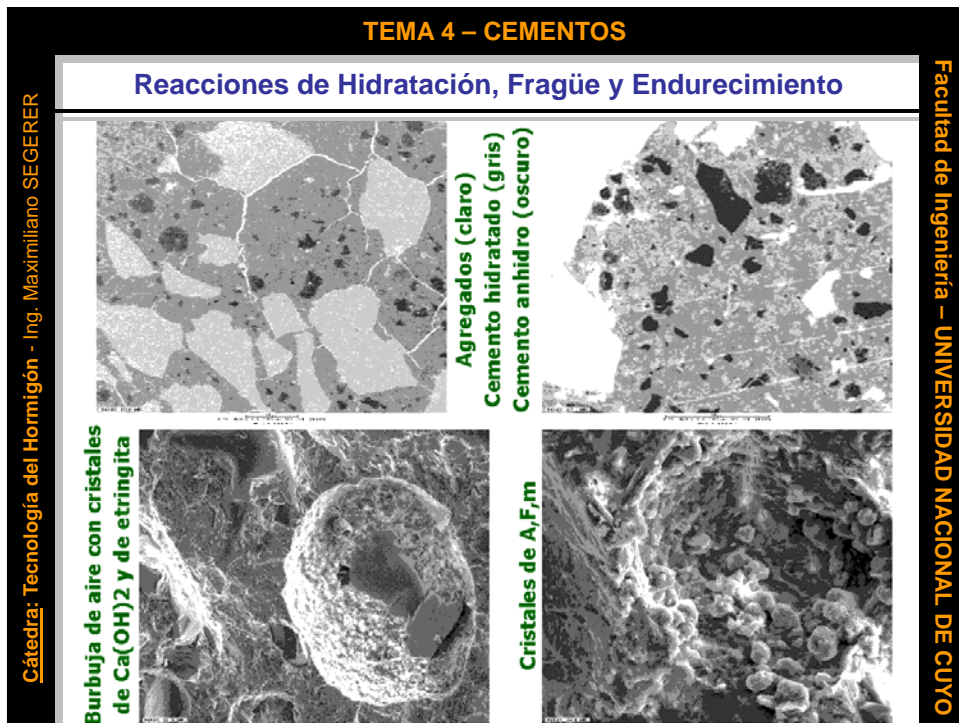 TEMA 4 – CEMENTOS
Reacciones de Hidratación, Fragüe y Endurecimiento
Cátedra: Tecnología del Hormigón - Ing. Maximiliano SEGERER
Facultad de Ingeniería – UNIVERSIDAD NACIONAL DE CUYO
Agregados (claro)
Cemento hidratado (gris)
Cemento anhidro (oscuro)
Burbuja de aire con cristales
de Ca(OH)2 y de etringita
Cristales de A,F,m